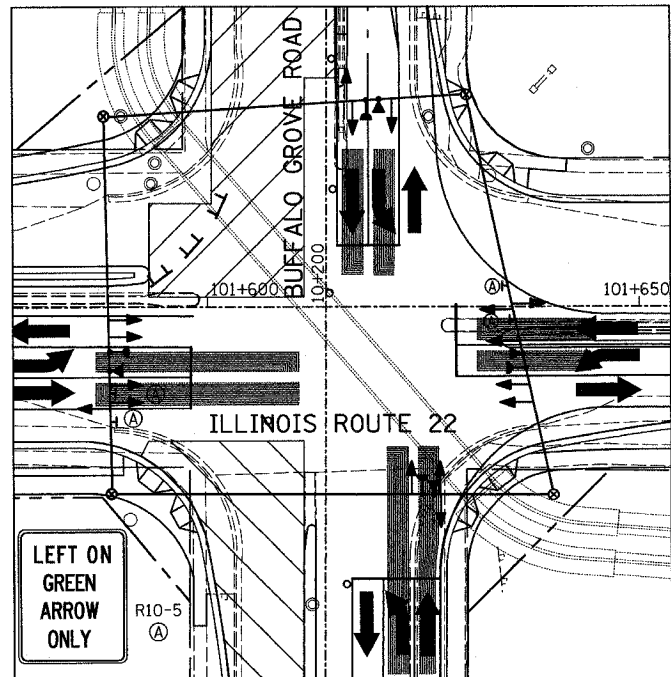 BUFFALO GROVE ROAD
10+200
101+600
101+650
A
A
A
A
ILLINOIS ROUTE 22
LEFT ON
GREEN
ARROW
ONLY
R10-5
A